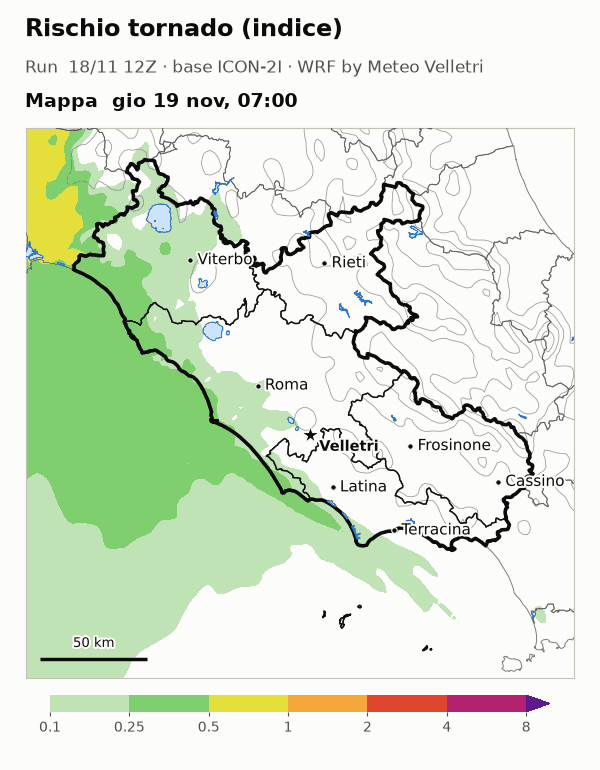 Rischio tornado (indice)
Run 18/11 12Z · base ICON-2I · WRF by Meteo Velletri
Mappa gio 19 nov, 07:00
Viterbo
Rieti
Roma
Velletri
Frosinone
Latina
Cassino
Terracina
50 km
0.1 0.25 0.5 1 2 4 8